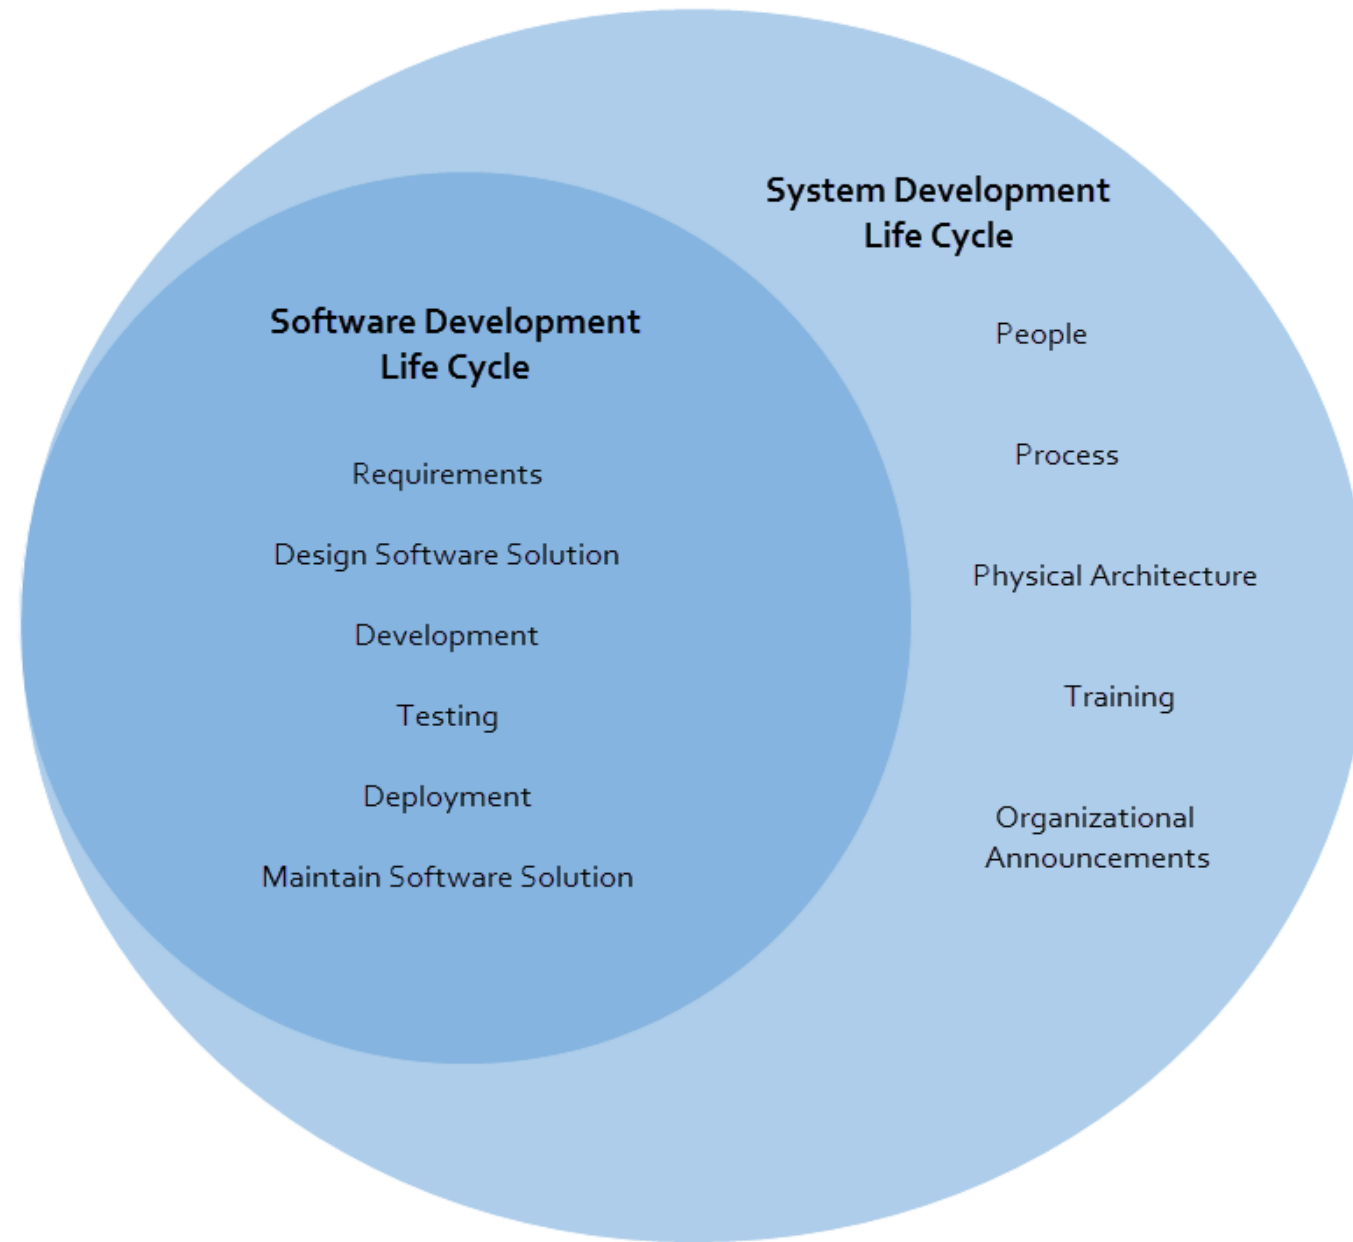 System Development
Life Cycle
People
Process
Physical Architecture
Training
Organizational
Announcements
Software Development
Life Cycle
Requirements
Design Software Solution
Development
Testing
Deployment
Maintain Software Solution